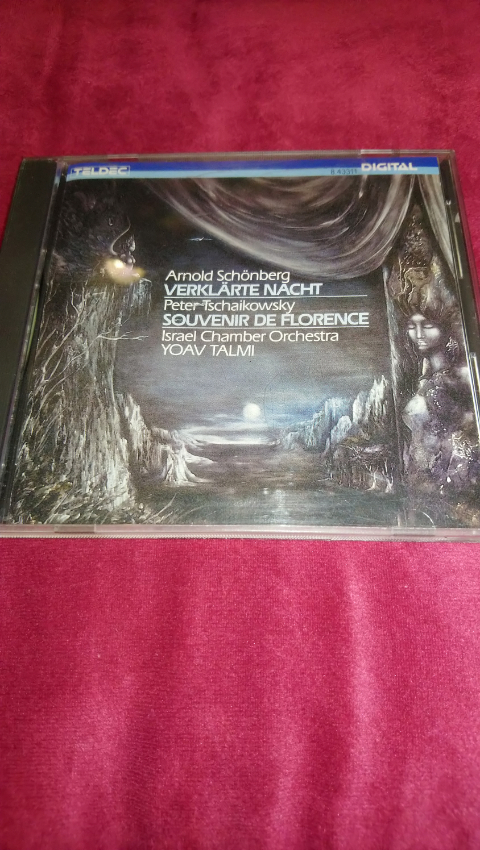 TELDEC
DIGITAL
Arnold Schönberg
VERKLÄRTE NACHT
Peter Tschaikowsky
SOUVENIR DE FLORENCE
Israel Chamber Orchestra
YOAV TALMI